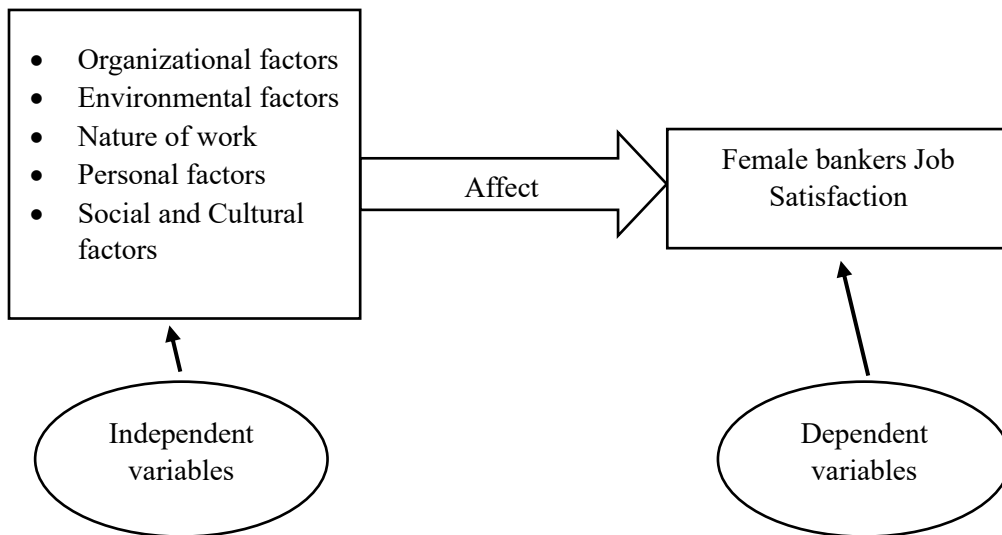 • Organizational factors
• Environmental factors
• Nature of work
• Personal factors
• Social and Cultural
factors
Affect
Female bankers Job
Satisfaction
Independent
variables
Dependent
variables